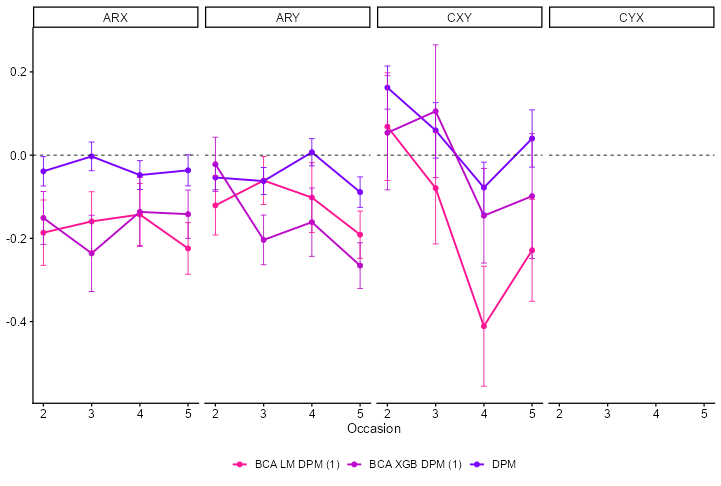 ARX ARY CXY CYX
0.2
0.0
-0.2
-0.4
2 3 4 5 2 3 4 5 2 3 4 5 2 3 4 5
Occasion
BCA LM DPM (1) BCA XGB DPM (1) DPM